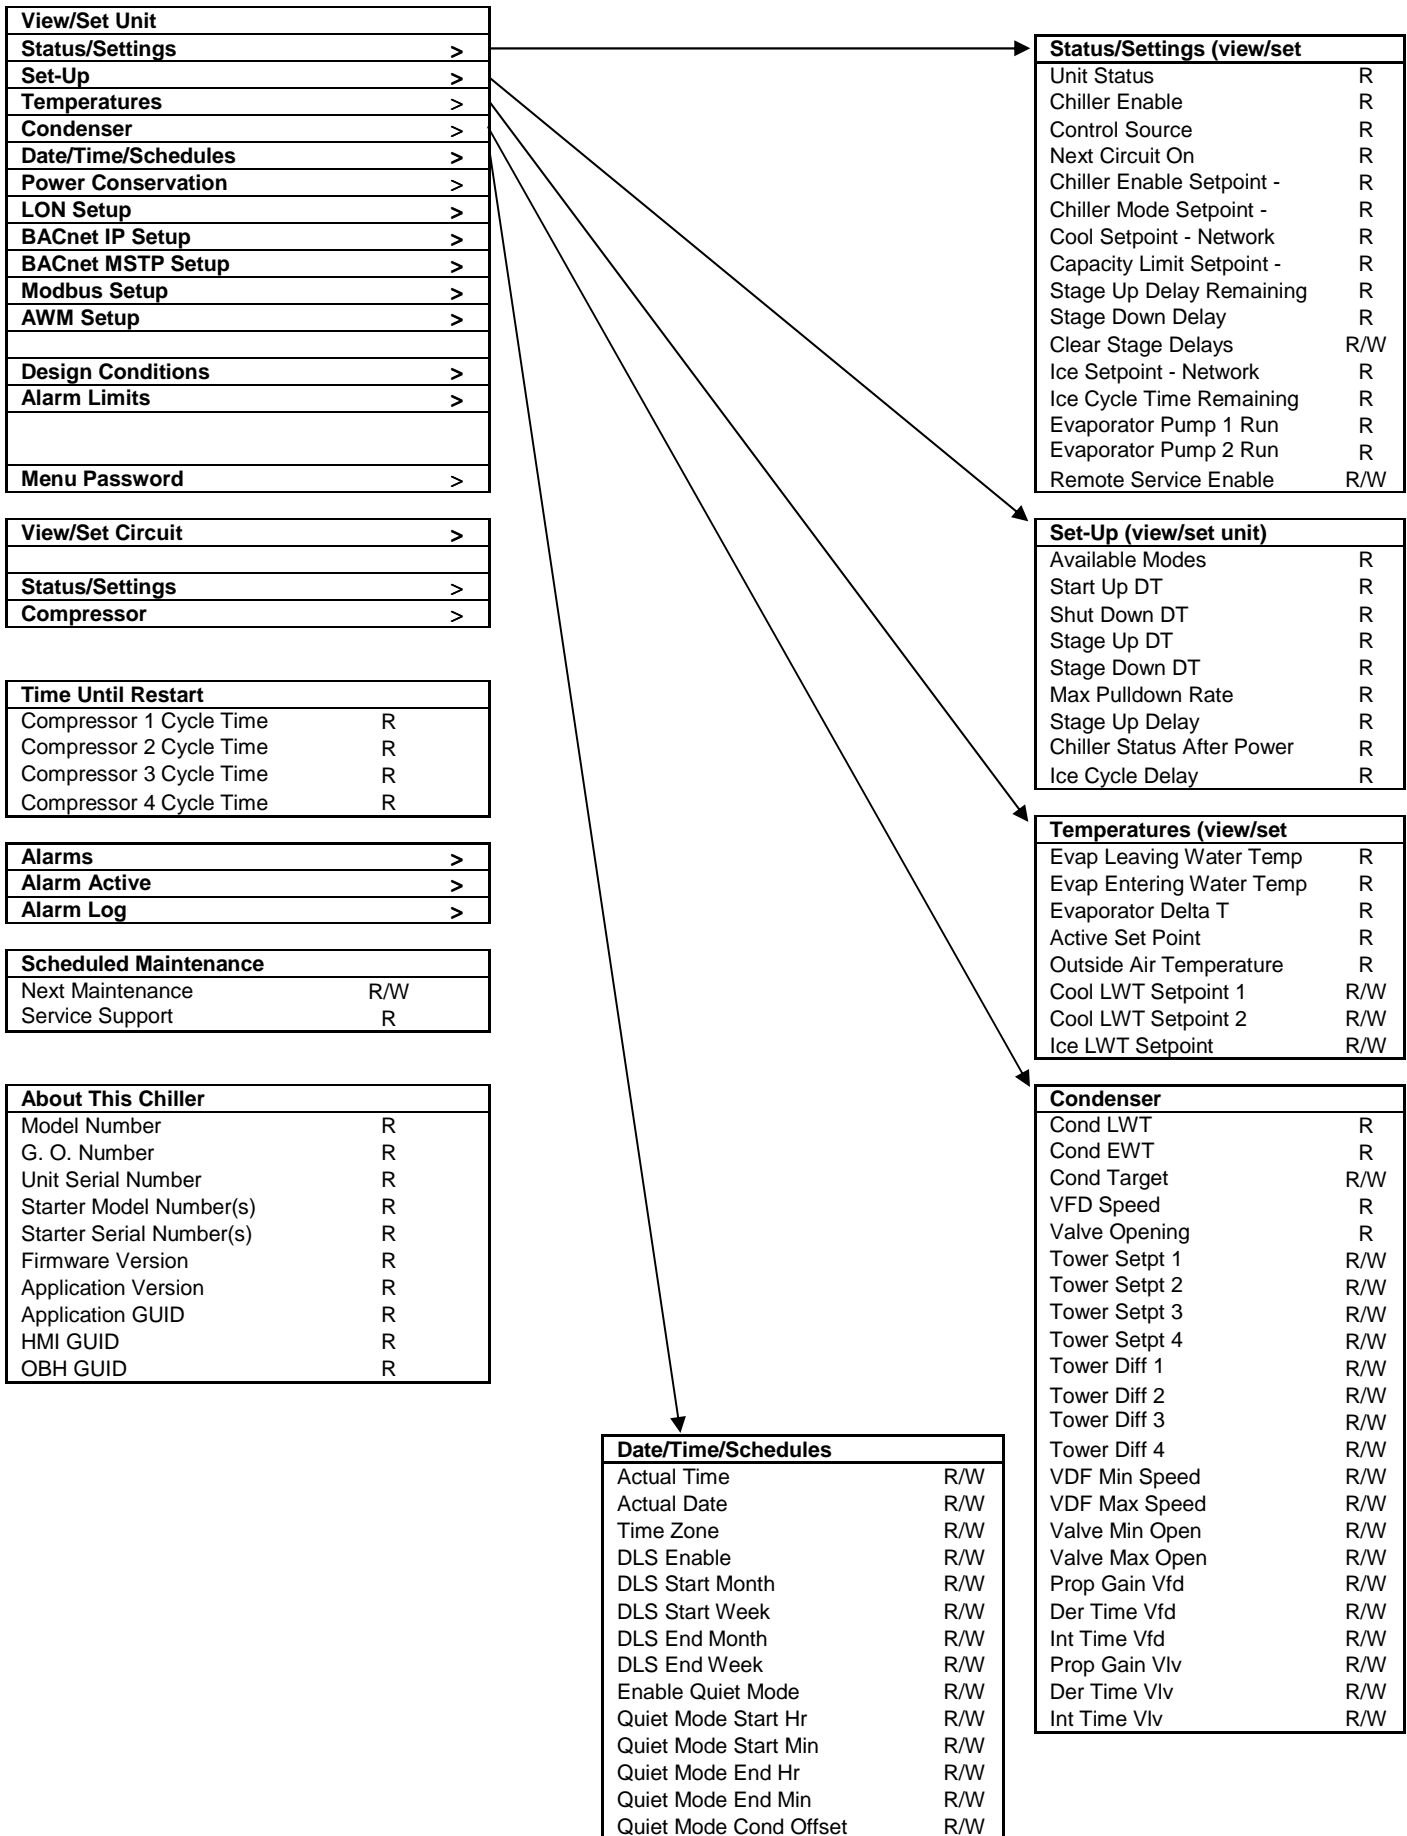 View/Set Unit
Status/Settings >
Set-Up >
Temperatures >
Condenser >
Date/Time/Schedules >
Power Conservation >
LON Setup >
BACnet IP Setup >
BACnet MSTP Setup >
Modbus Setup >
AWM Setup >
Design Conditions >
Alarm Limits >
Menu Password >
View/Set Circuit >
Status/Settings >
Compressor >
Time Until Restart
Compressor 1 Cycle Time R
Compressor 2 Cycle Time R
Compressor 3 Cycle Time R
Compressor 4 Cycle Time R
Alarms >
Alarm Active >
Alarm Log >
Scheduled Maintenance
Next Maintenance R/W
Service Support R
About This Chiller
Model Number R
G. O. Number R
Unit Serial Number R
Starter Model Number(s) R
Starter Serial Number(s) R
Firmware Version R
Application Version R
Application GUID R
HMI GUID R
OBH GUID R
Status/Settings (view/set
Unit Status R
Chiller Enable R
Control Source R
Next Circuit On R
Chiller Enable Setpoint - R
Chiller Mode Setpoint - R
Cool Setpoint - Network R
Capacity Limit Setpoint - R
Stage Up Delay Remaining R
Stage Down Delay R
Clear Stage Delays R/W
Ice Setpoint - Network R
Ice Cycle Time Remaining R
Evaporator Pump 1 Run R
Evaporator Pump 2 Run R
Remote Service Enable R/W
Set-Up (view/set unit)
Available Modes R
Start Up DT R
Shut Down DT R
Stage Up DT R
Stage Down DT R
Max Pulldown Rate R
Stage Up Delay R
Chiller Status After Power R
Ice Cycle Delay R
Temperatures (view/set
Evap Leaving Water Temp R
Evap Entering Water Temp R
Evaporator Delta T R
Active Set Point R
Outside Air Temperature R
Cool LWT Setpoint 1 R/W
Cool LWT Setpoint 2 R/W
Ice LWT Setpoint R/W
Condenser
Cond LWT R
Cond EWT R
Cond Target R/W
VFD Speed R
Valve Opening R
Tower Setpt 1 R/W
Tower Setpt 2 R/W
Tower Setpt 3 R/W
Tower Setpt 4 R/W
Tower Diff 1 R/W
Tower Diff 2 R/W
Tower Diff 3 R/W
Tower Diff 4 R/W
VDF Min Speed R/W
VDF Max Speed R/W
Valve Min Open R/W
Valve Max Open R/W
Prop Gain Vfd R/W
Der Time Vfd R/W
Int Time Vfd R/W
Prop Gain Vlv R/W
Der Time Vlv R/W
Int Time Vlv R/W
Date/Time/Schedules
Actual Time R/W
Actual Date R/W
Time Zone R/W
DLS Enable R/W
DLS Start Month R/W
DLS Start Week R/W
DLS End Month R/W
DLS End Week R/W
Enable Quiet Mode R/W
Quiet Mode Start Hr R/W
Quiet Mode Start Min R/W
Quiet Mode End Hr R/W
Quiet Mode End Min R/W
Quiet Mode Cond Offset R/W